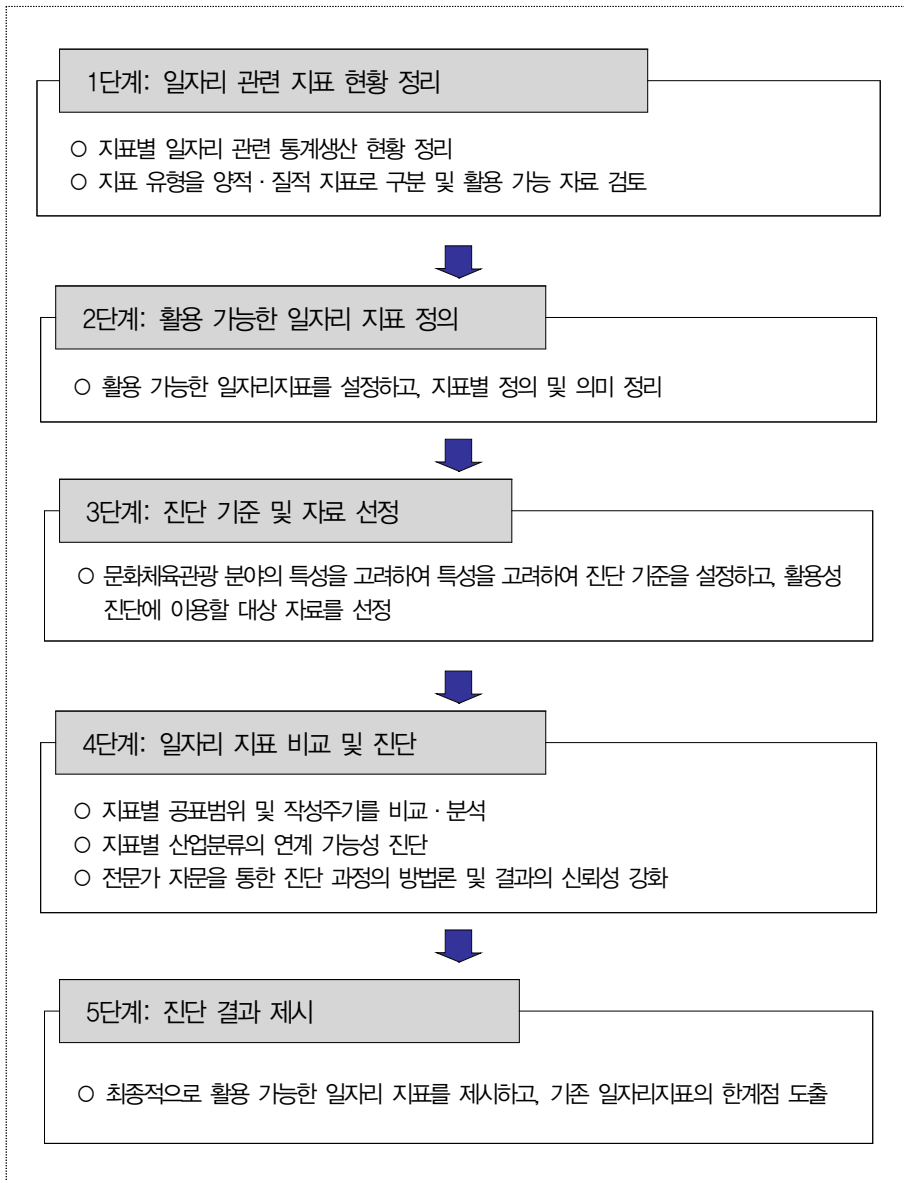 1단계: 일자리 관련 지표 현황 정리
○ 지표별 일자리 관련 통계생산 현황 정리
○ 지표 유형을 양적·질적 지표로 구분 및 활용 가능 자료 검토
2단계: 활용 가능한 일자리 지표 정의
○ 활용 가능한 일자리지표를 설정하고, 지표별 정의 및 의미 정리
3단계: 진단 기준 및 자료 선정
○ 문화체육관광 분야의 특성을 고려하여 특성을 고려하여 진단 기준을 설정하고, 활용성
진단에 이용할 대상 자료를 선정
4단계: 일자리 지표 비교 및 진단
○ 지표별 공표범위 및 작성주기를 비교·분석
○ 지표별 산업분류의 연계 가능성 진단
○ 전문가 자문을 통한 진단 과정의 방법론 및 결과의 신뢰성 강화
5단계: 진단 결과 제시
○ 최종적으로 활용 가능한 일자리 지표를 제시하고, 기존 일자리지표의 한계점 도출